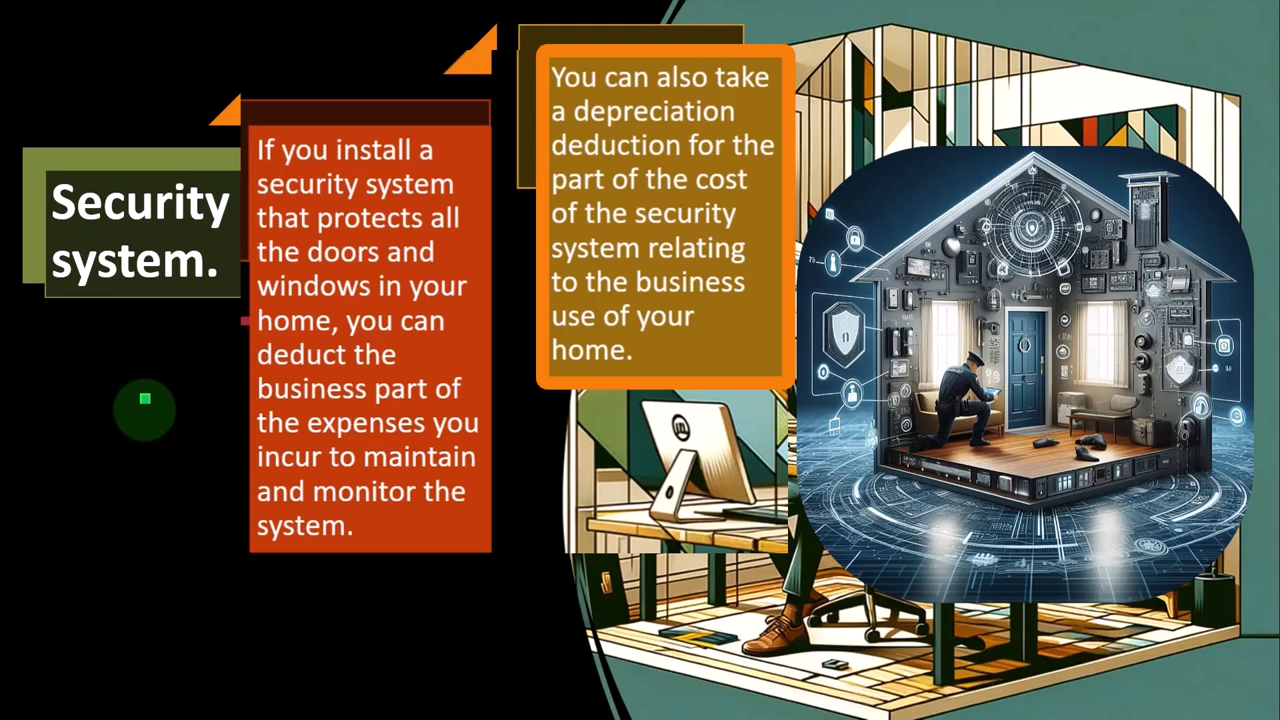 Security
system.
If you install a
security system
that protects all
the doors and
windows in your
home, you can
deduct the
business part of
the expenses you
incur to maintain
and monitor the
system.
You can also take
a depreciation
deduction for the
part of the cost
of the security
system relating
to the business
use of your
home.